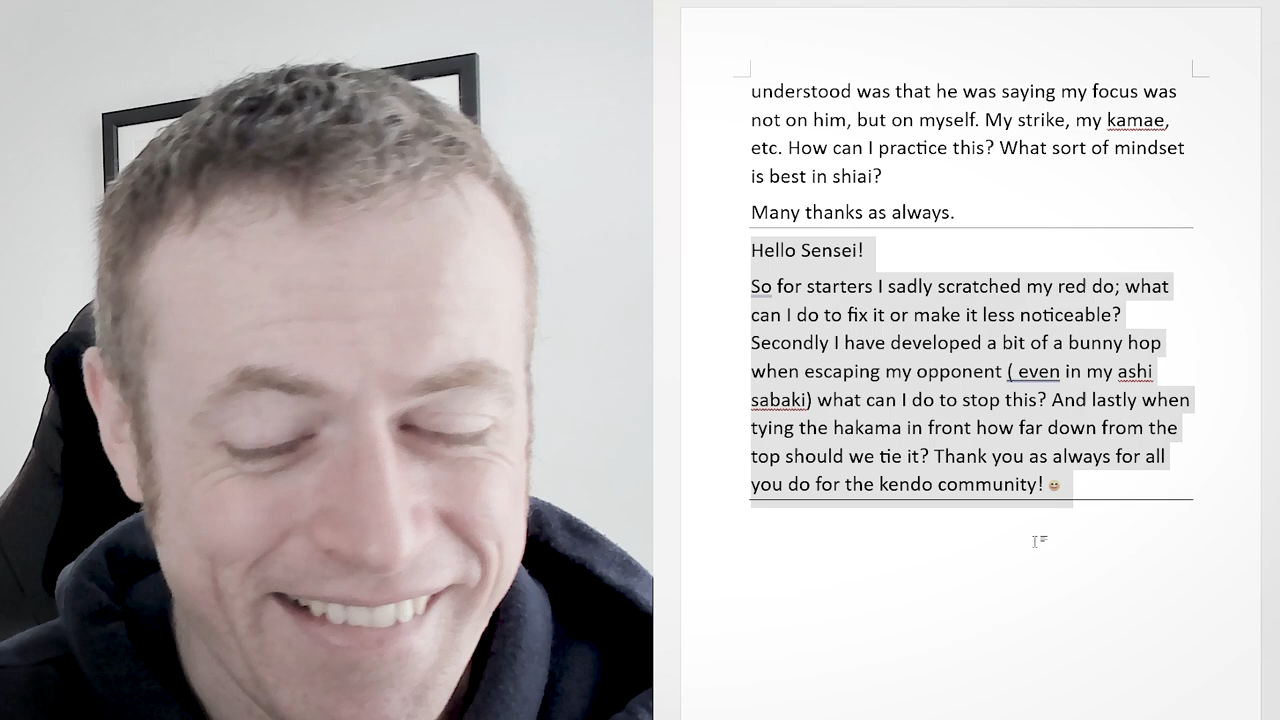 understood was that he was saying my focus was
not on him, but on myself. My strike, my kamae,
etc. How can I practice this? What sort of mindset
is best in shiai?
Many thanks as always.
Hello Sensei!
So for starters I sadly scratched my red do; what
can I do to fix it or make it less noticeable?
Secondly I have developed a bit of a bunny hop
when escaping my opponent ( even in my ashi
sabaki) what can I do to stop this? And lastly when
tying the hakama in front how far down from the
top should we tie it? Thank you as always for all
you do for the kendo community! 😊